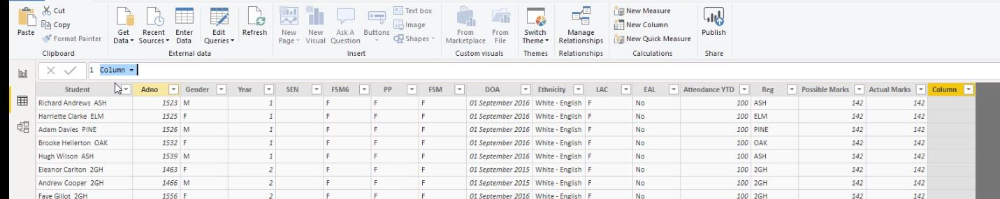 Cut
Copy
Format Painter
Paste
Clipboard
Get Data
Recent Sources
Enter Data
Edit Queries
Refresh
External data
New Page
New Visual
Ask A Question
Buttons
Text box
Image
Shapes
Insert
From Marketplace
From File
Custom visuals
Switch Theme
Themes
Manage Relationships
Relationships
New Measure
New Column
New Quick Measure
Calculations
Publish
Share
1 Column =
Student Adno Gender Year SEN FSM6 PP FSM DOA Ethnicity LAC EAL Attendance YTD Reg Possible Marks Actual Marks Column
Richard Andrews ASH 1523 M 1 F F F 01 September 2016 White - English F No 100 ASH 142 142
Harriette Clarke ELM 1525 F 1 F F F 01 September 2016 White - English F No 100 ELM 142 142
Adam Davies PINE 1526 M 1 F F F 01 September 2016 White - English F No 100 PINE 142 142
Brooke Hellerton OAK 1532 F 1 F F F 01 September 2016 White - English F No 100 OAK 142 142
Hugh Wilson ASH 1539 M 1 F F F 01 September 2016 White - English F No 100 ASH 142 142
Eleanor Carlton 2GH 1463 F 2 F F F 01 September 2015 White - English F No 100 2GH 142 142
Andrew Cooper 2GH 1466 M 2 F F F 01 September 2015 White - English F No 100 2GH 142 142
Faye Gillot 2GH 1556 F 2 F F F 01 September 2016 White - English F No 100 2GH 142 142